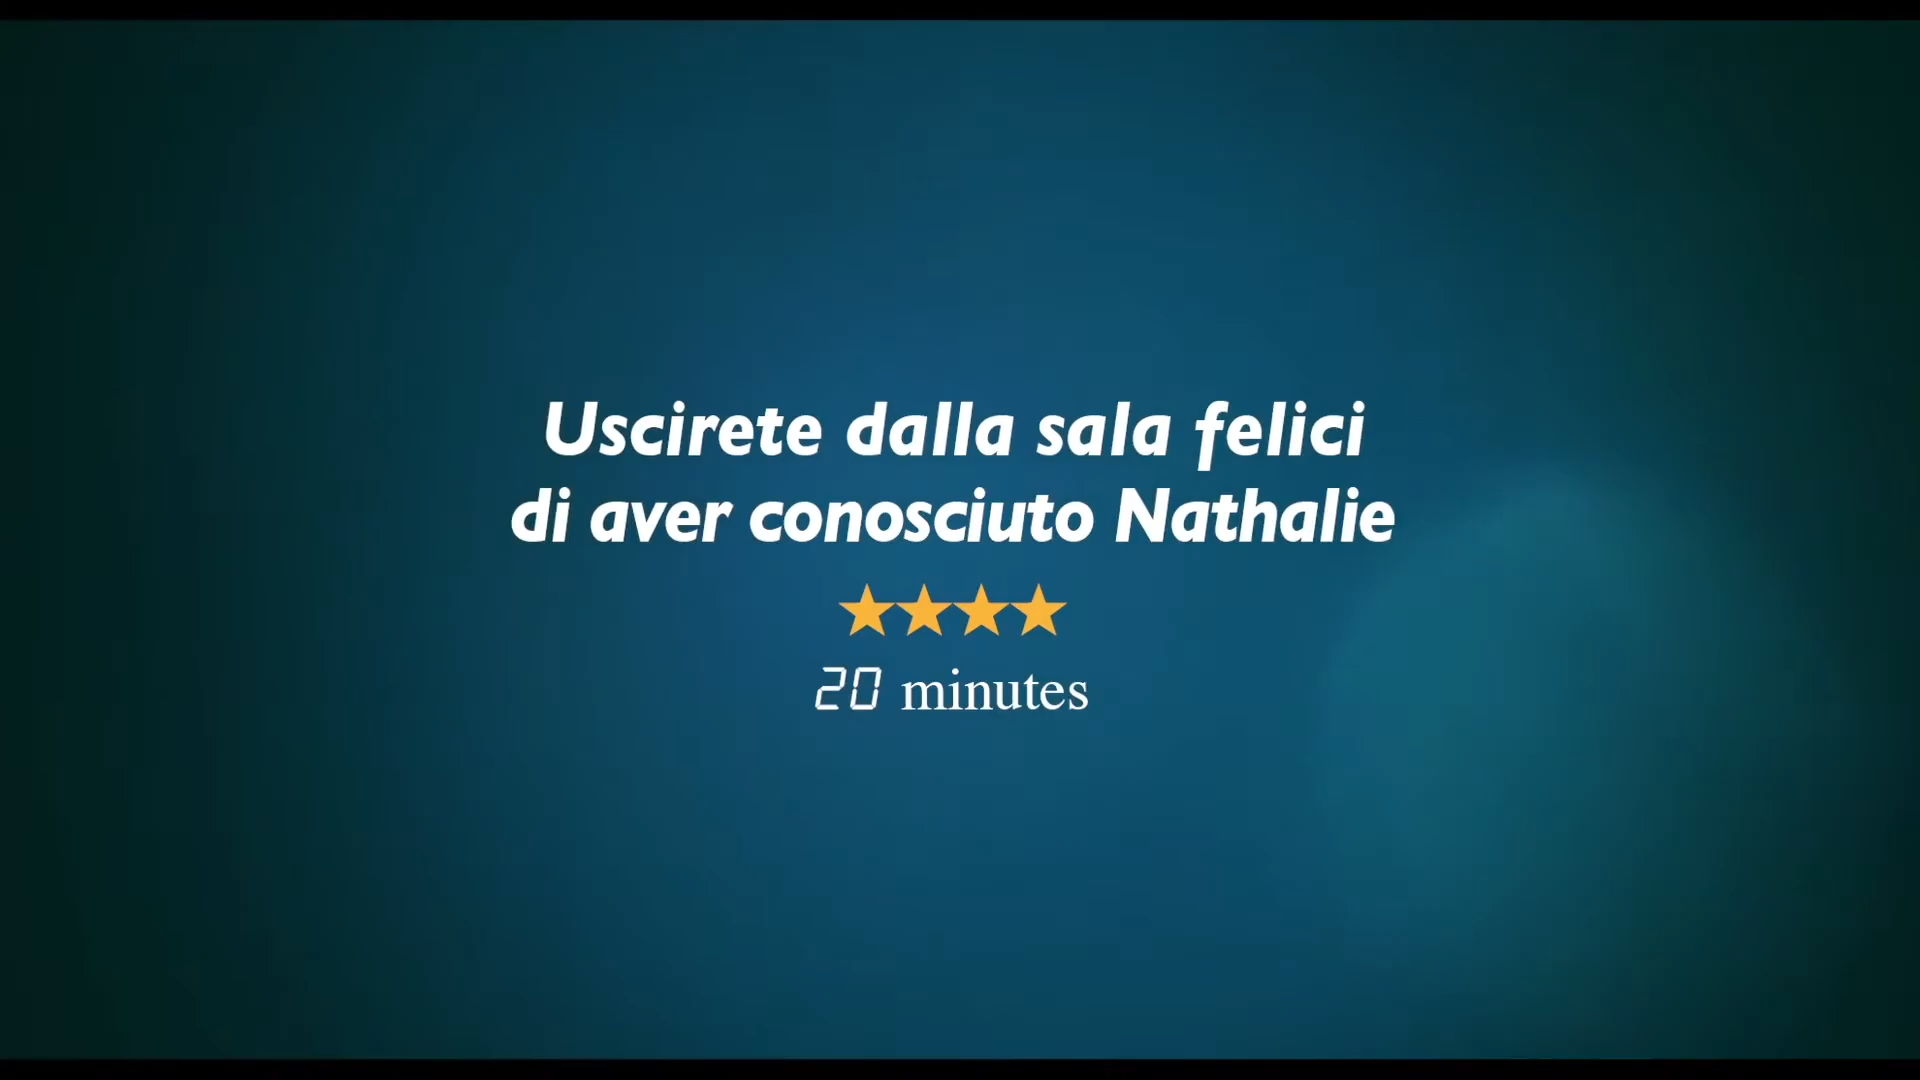 Uscirete dalla sala felici
di aver conosciuto Nathalie
★★★★
20 minutes